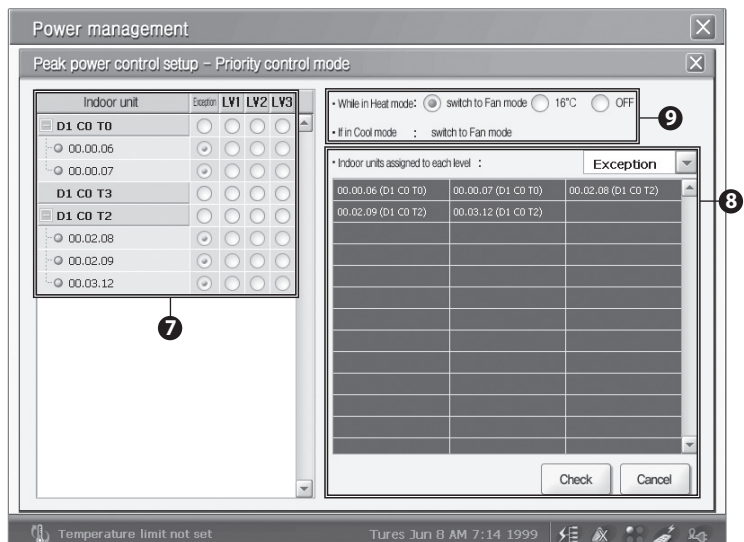 Power management
Peak power control setup - Priority control mode
Indoor unit Exception LV1 LV2 LV3
D1 C0 T0
00.00.06
00.00.07
D1 C0 T3
D1 C0 T2
00.02.08
00.02.09
00.03.12
7
• While in Heat mode: switch to Fan mode 16°C OFF
• If in Cool mode : switch to Fan mode
9
• Indoor units assigned to each level : Exception
00.00.06 (D1 C0 T0) 00.00.07 (D1 C0 T0) 00.02.08 (D1 C0 T2)
00.02.09 (D1 C0 T2) 00.03.12 (D1 C0 T2)
8
Check Cancel
Temperature limit not set Tures Jun 8 AM 7:14 1999